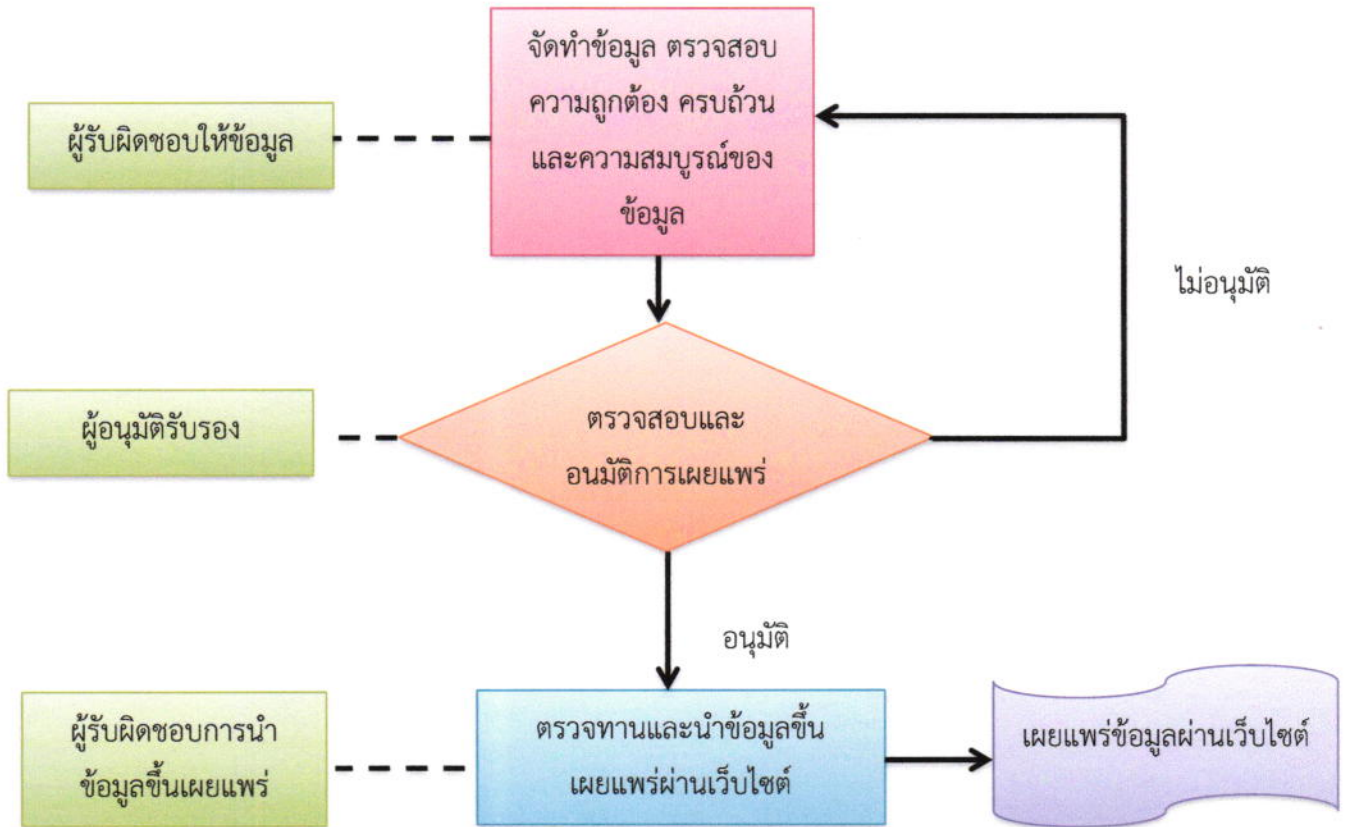 จัดทำข้อมูล ตรวจสอบ
ความถูกต้อง ครบถ้วน
และความสมบูรณ์ของ
ข้อมูล
ผู้รับผิดชอบให้ข้อมูล
ไม่อนุมัติ
ผู้อนุมัติรับรอง
ตรวจสอบและ
อนมัติการเผยแพร่
อนุมัติ
ผู้รับผิดชอบการนำ
ข้อมูลขึ้นเผยแพร่
ตรวจทานและนำข้อมูลขึ้น
เผยแพร่ผ่านเว็บไซต์
เผยแพร่ข้อมูลผ่านเว็บไซต์